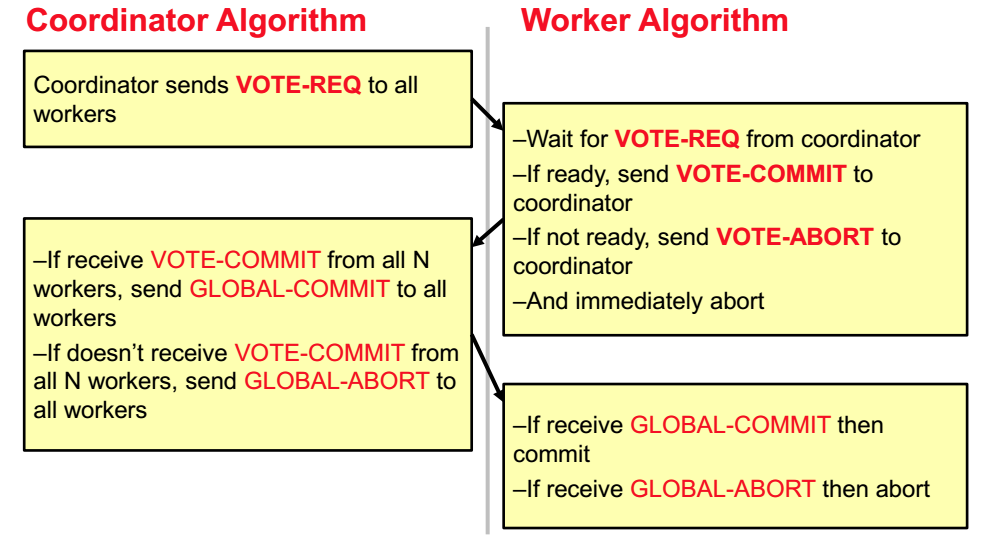 Coordinator Algorithm
Worker Algorithm
Coordinator sends VOTE-REQ to all
workers
–Wait for VOTE-REQ from coordinator
–If ready, send VOTE-COMMIT to
coordinator
–If not ready, send VOTE-ABORT to
coordinator
–And immediately abort
–If receive VOTE-COMMIT from all N
workers, send GLOBAL-COMMIT to all
workers
–If doesn’t receive VOTE-COMMIT from
all N workers, send GLOBAL-ABORT to
all workers
–If receive GLOBAL-COMMIT then
commit
–If receive GLOBAL-ABORT then abort